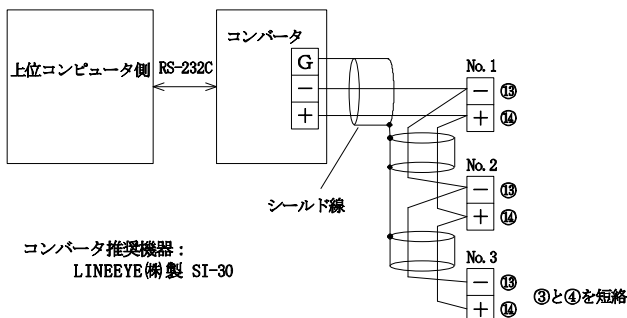 上位コンピュータ側
RS-232C
コンバータ
G
−
+
シールド線
No. 1
− ⑬
+ ⑭
No. 2
− ⑬
+ ⑭
No. 3
− ⑬
+ ⑭
③と④を短絡
コンバータ推奨機器：
LINEEYE㈱製 SI-30